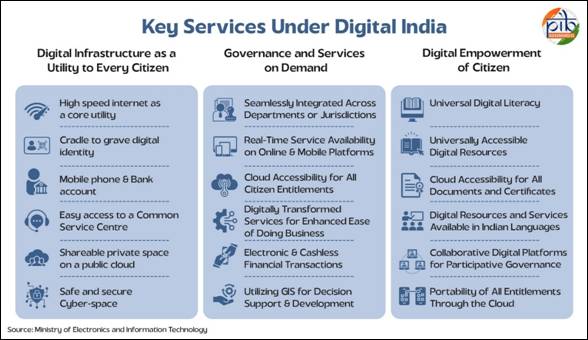 Key Services Under Digital India
pib
Digital Infrastructure as a
Utility to Every Citizen
High speed internet as
a core utility
Cradle to grave digital
identity
Mobile phone & Bank
account
Easy access to a Common
Service Centre
Shareable private space
on a public cloud
Safe and secure
Cyber-space
Governance and Services
on Demand
Seamlessly Integrated Across
Departments or Jurisdictions
Real-Time Service Availability
on Online & Mobile Platforms
Cloud Accessibility for All
Citizen Entitlements
Digitally Transformed
Services for Enhanced Ease
of Doing Business
Electronic & Cashless
Financial Transactions
Utilizing GIS for Decision
Support & Development
Digital Empowerment
of Citizen
Universal Digital Literacy
Universally Accessible
Digital Resources
Cloud Accessibility for All
Documents and Certificates
Digital Resources and Services
Available in Indian Languages
Collaborative Digital Platforms
for Participative Governance
Portability of All Entitlements
Through the Cloud
Source: Ministry of Electronics and Information Technology